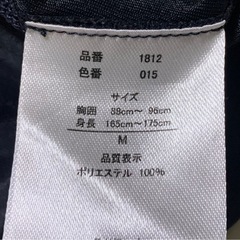 品番 1812
色番 015
サイズ
胸囲 88cm～ 96cm
身長 165cm～175cm
M
品質表示
ポリエステル 100%